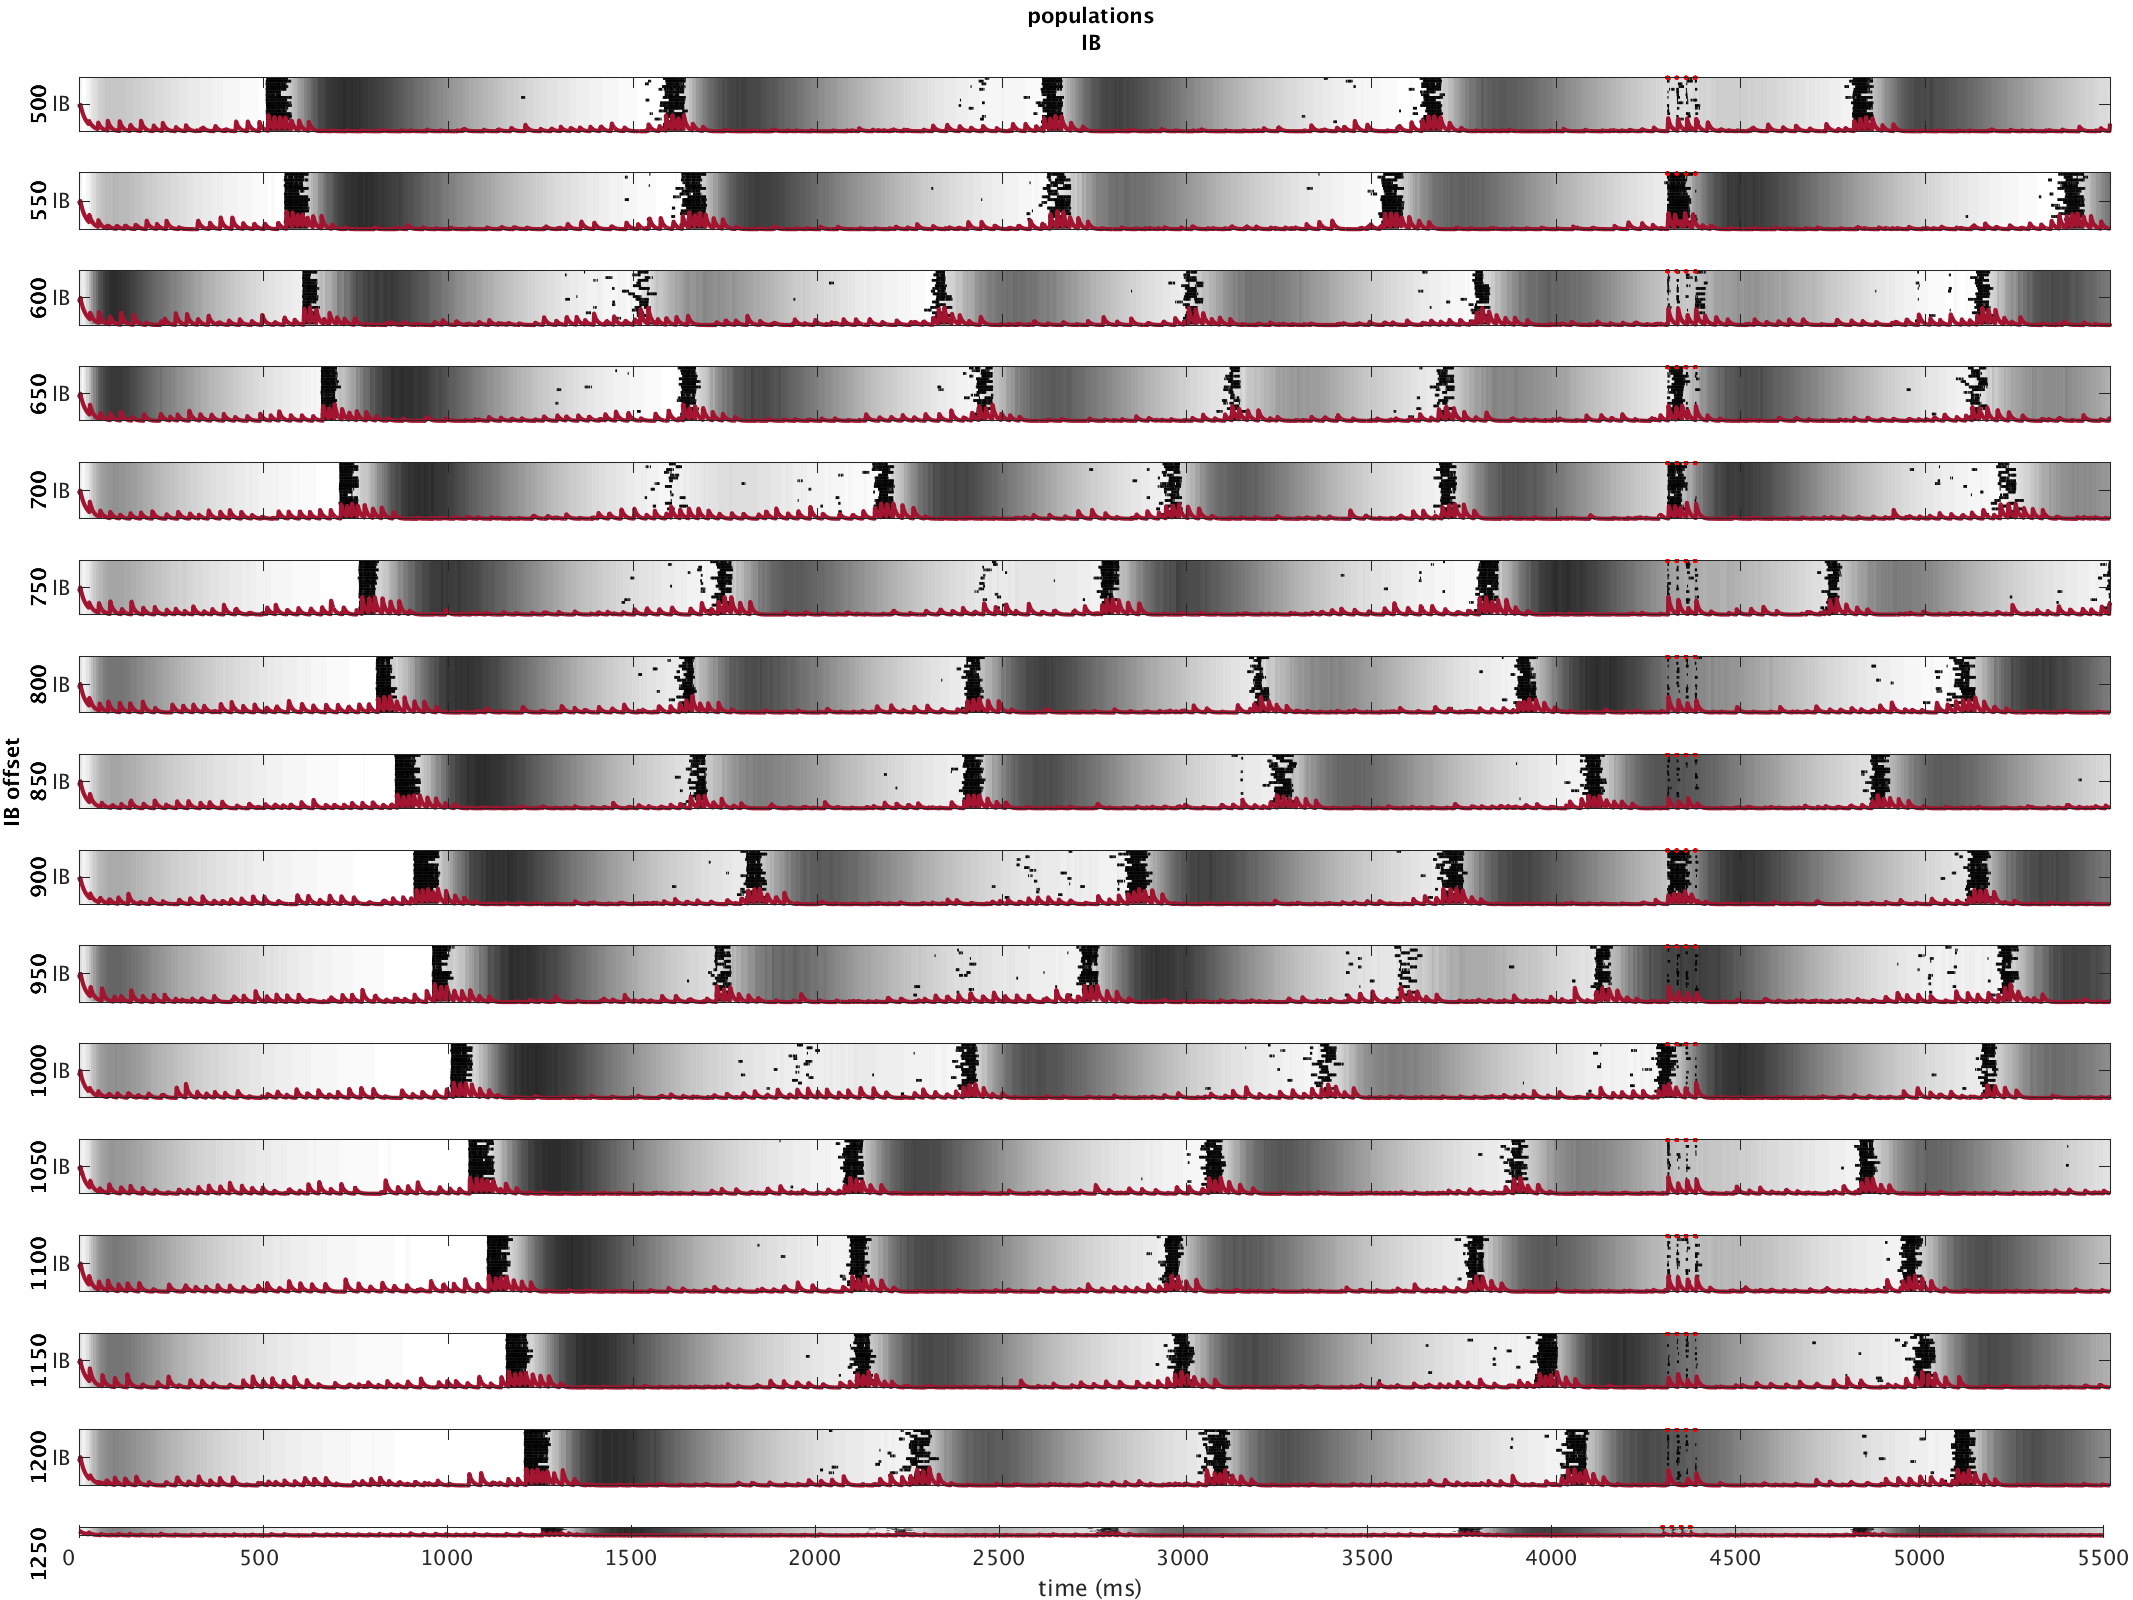 populations
IB
IB offset
500 IB
550 IB
600 IB
650 IB
700 IB
750 IB
800 IB
850 IB
900 IB
950 IB
1000 IB
1050 IB
1100 IB
1150 IB
1200 IB
1250
0 500 1000 1500 2000 2500 3000 3500 4000 4500 5000 5500
time (ms)